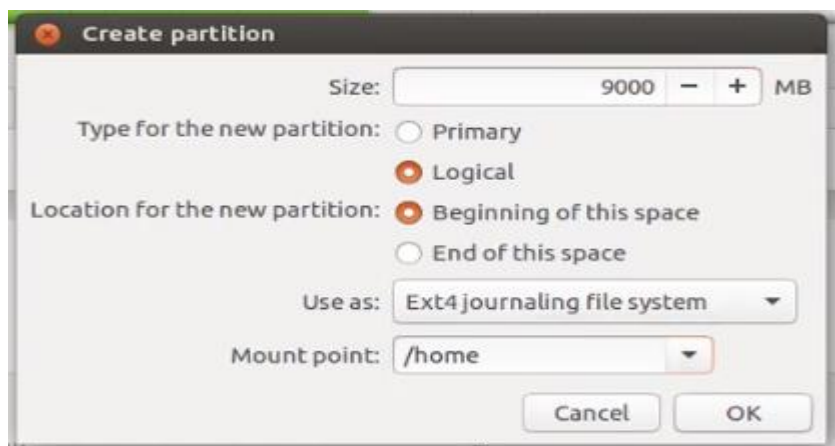 Create partition
Size: 9000 − + MB
Type for the new partition: Primary
Logical
Location for the new partition: Beginning of this space
End of this space
Use as: Ext4 journaling file system
Mount point: /home
Cancel OK